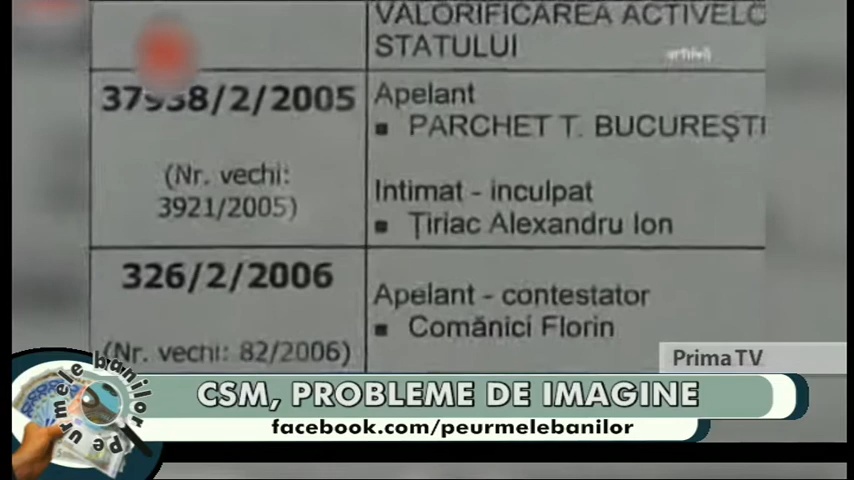 VALORIFICAREA ACTIVELO
STATULUI
arhivă
37938/2/2005
Apelant
PARCHET T. BUCUREŞTI
(Nr. vechi:
3921/2005)
Intimat - inculpat
Ţiriac Alexandru Ion
326/2/2006
Apelant - contestator
Comănici Florin
(Nr. vechi: 82/2006)
Prima TV
pe urmele banilor
CSM, PROBLEME DE IMAGINE
facebook.com/peurmelebanilor